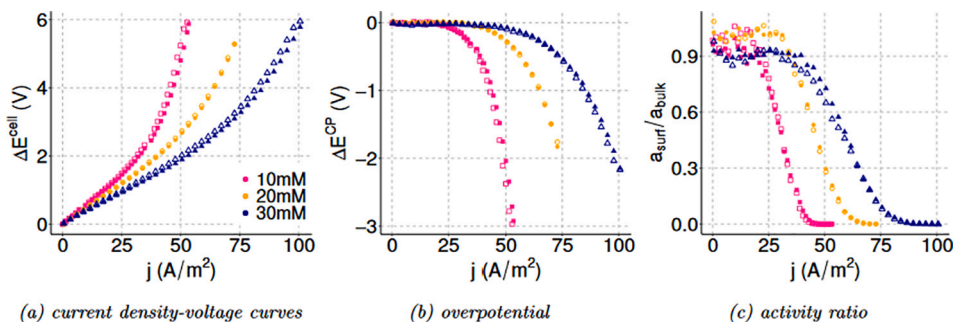 ΔE^cell (V)
6
4
2
0
10mM
20mM
30mM
0 25 50 75 100
j (A/m²)
(a) current density-voltage curves
ΔE^CP (V)
−0
−1
−2
−3
0 25 50 75 100
j (A/m²)
(b) overpotential
a_surf/a_bulk
0.9
0.6
0.3
0.0
0 25 50 75 100
j (A/m²)
(c) activity ratio